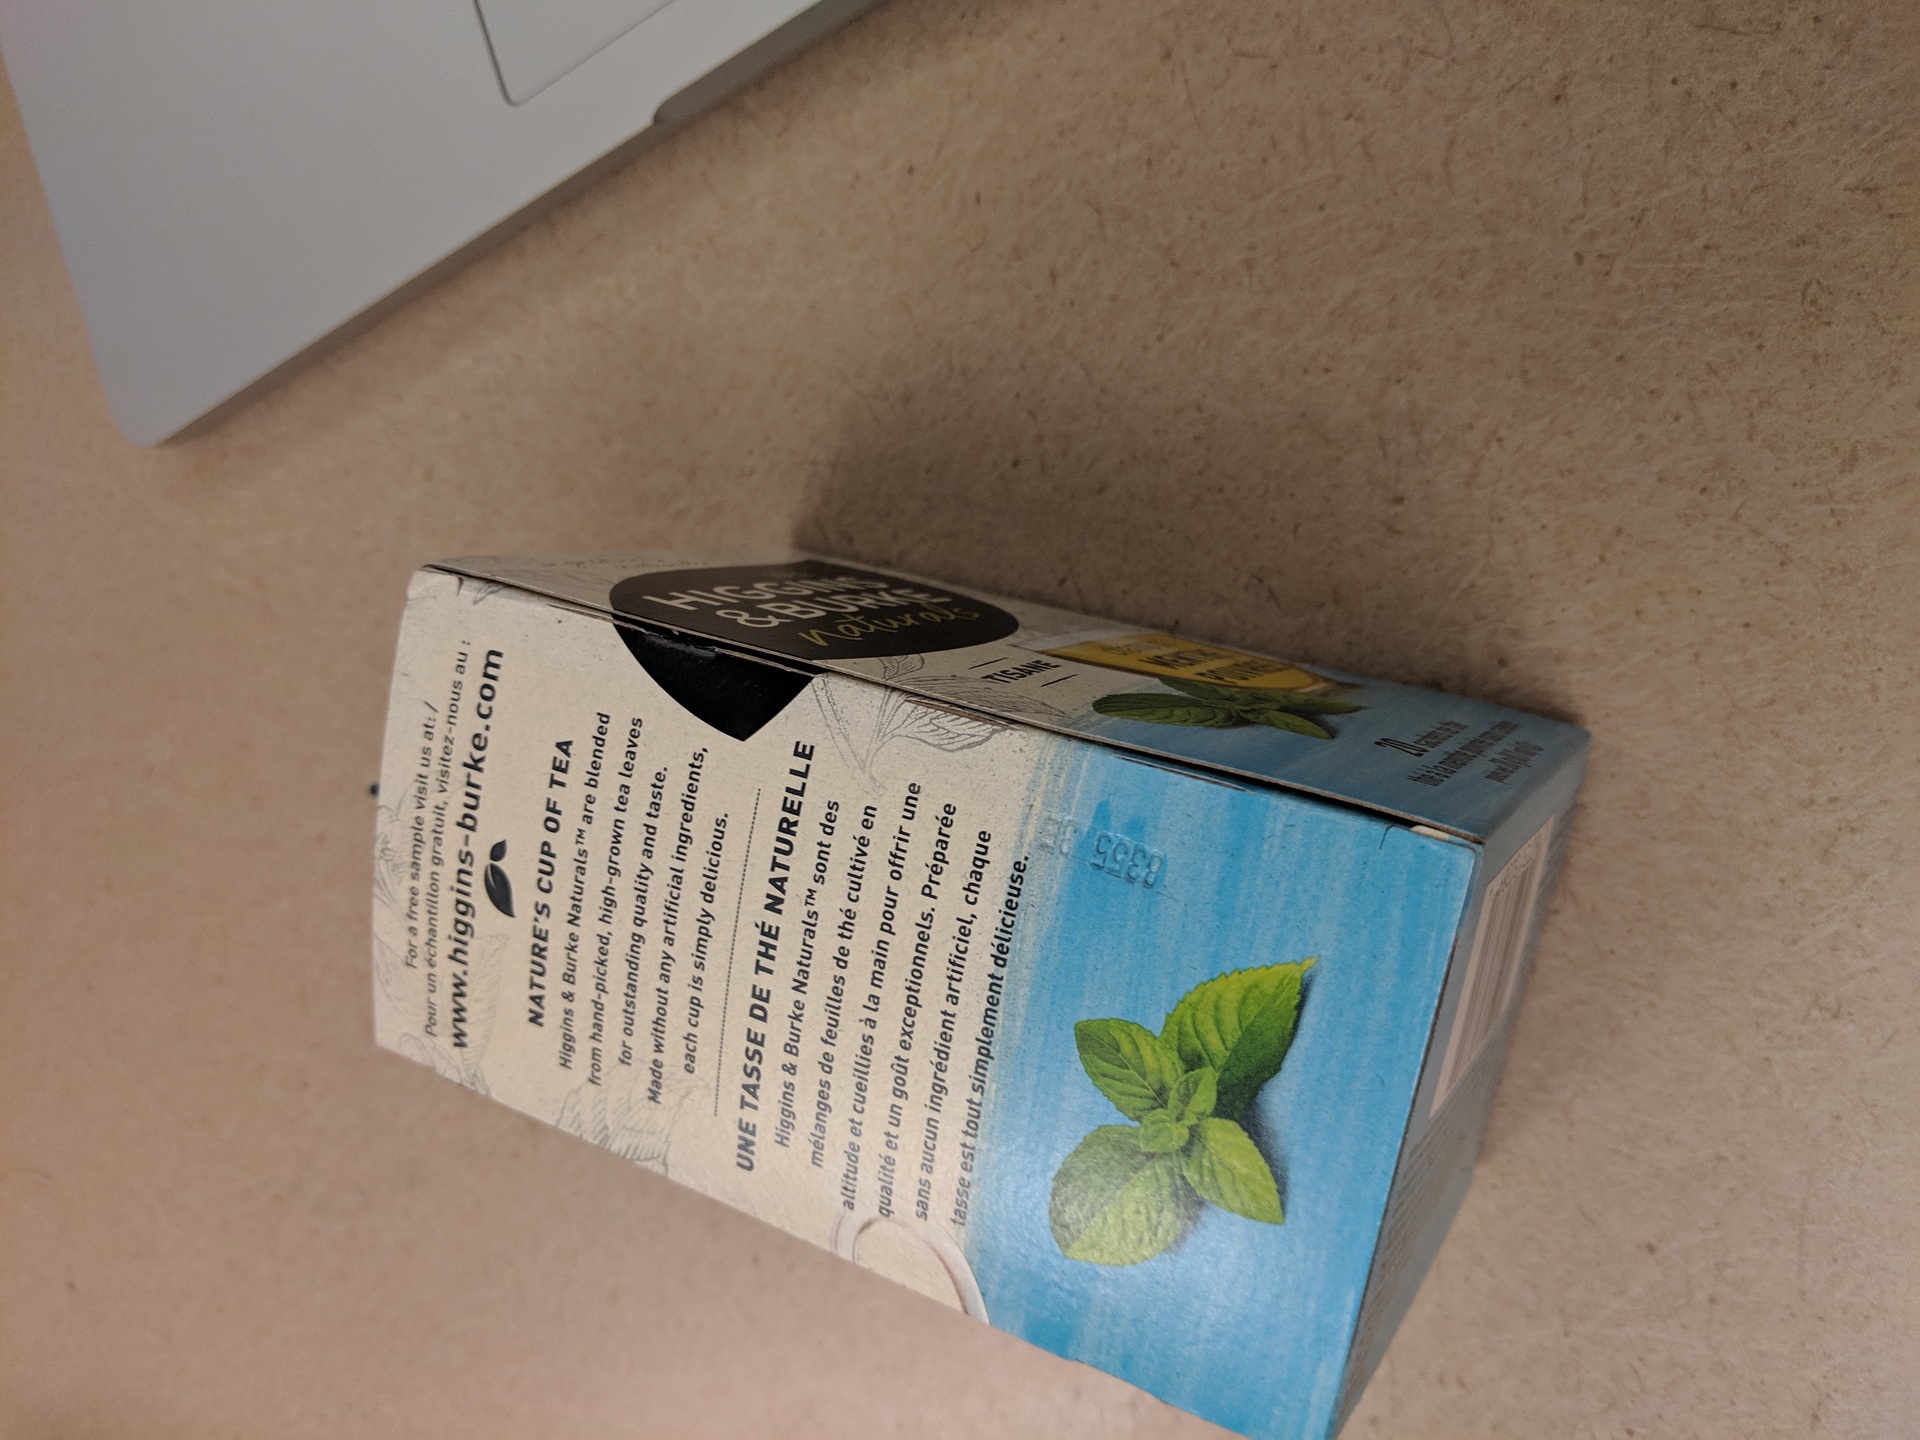 For a free sample visit us at: /
Pour un échantillon gratuit, visitez-nous au :
www.higgins-burke.com
NATURE'S CUP OF TEA
Higgins & Burke Naturals™ are blended
from hand-picked, high-grown tea leaves
for outstanding quality and taste.
Made without any artificial ingredients,
each cup is simply delicious.
UNE TASSE DE THÉ NATURELLE
Higgins & Burke Naturals™ sont des
mélanges de feuilles de thé cultivé en
altitude et cueillies à la main pour offrir une
qualité et un goût exceptionnels. Préparée
sans aucun ingrédient artificiel, chaque
tasse est tout simplement délicieuse.
8355
HIGGINS
& BURKE
naturals
TISANE
20 sachets de thé